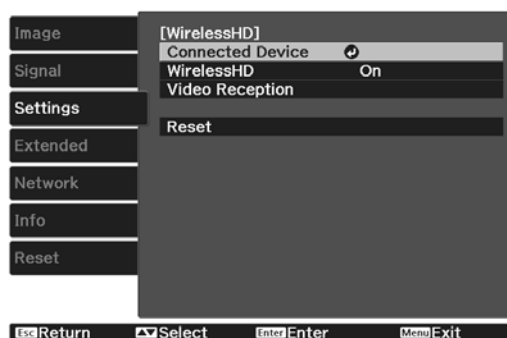 Image
Signal
Settings
Extended
Network
Info
Reset
[WirelessHD]
Connected Device
WirelessHD On
Video Reception
Reset
Esc Return Select Enter Enter Menu Exit